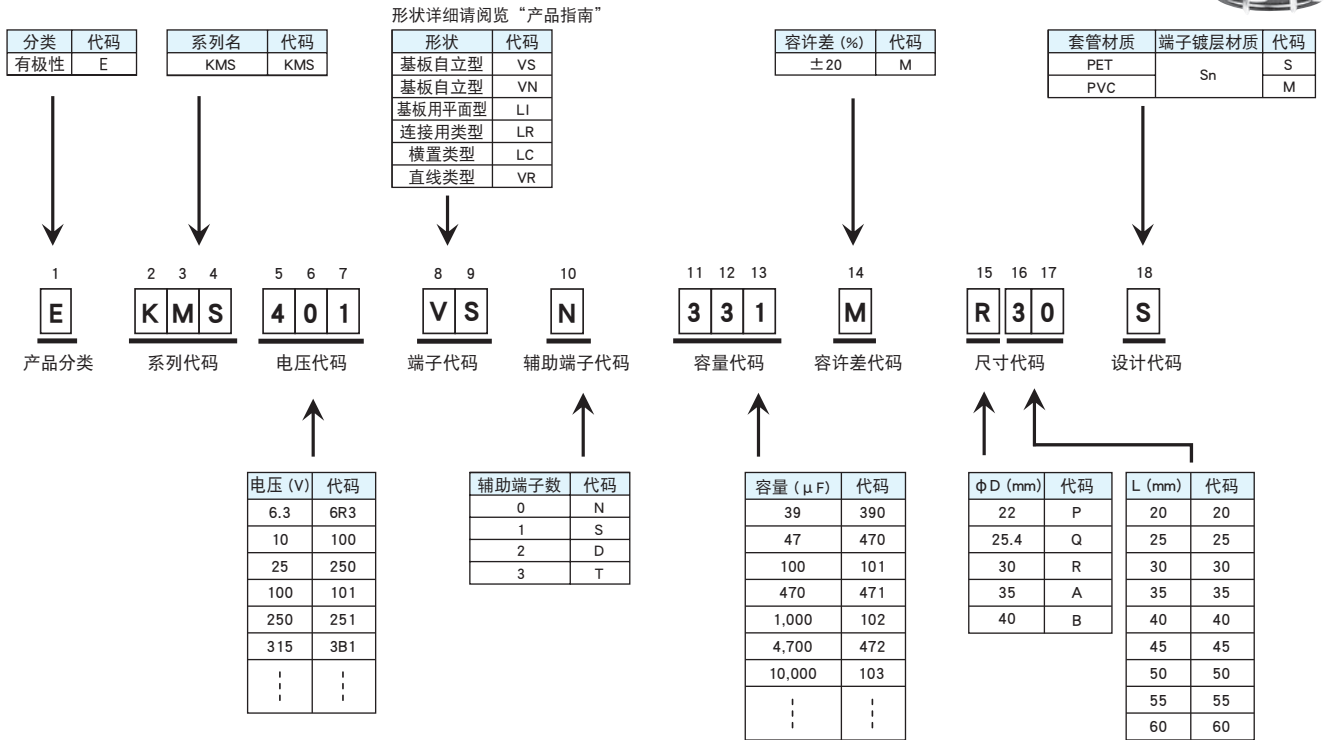 形状详细请阅览“产品指南”
分类 代码
有极性 E
系列名 代码
KMS KMS
形状 代码
基板自立型 VS
基板自立型 VN
基板用平面型 LI
连接用类型 LR
横置类型 LC
直线类型 VR
容许差 (%) 代码
±20 M
套管材质 端子镀层材质 代码
PET Sn S
PVC M
1 2 3 4 5 6 7 8 9 10 11 12 13 14 15 16 17 18
E K M S 4 0 1 V S N 3 3 1 M R 3 0 S
产品分类 系列代码 电压代码 端子代码 辅助端子代码 容量代码 容许差代码 尺寸代码 设计代码
电压 (V) 代码
6.3 6R3
10 100
25 250
100 101
250 251
315 3B1
辅助端子数 代码
0 N
1 S
2 D
3 T
容量 (μF) 代码
39 390
47 470
100 101
470 471
1,000 102
4,700 472
10,000 103
φD (mm) 代码
22 P
25.4 Q
30 R
35 A
40 B
L (mm) 代码
20 20
25 25
30 30
35 35
40 40
45 45
50 50
55 55
60 60